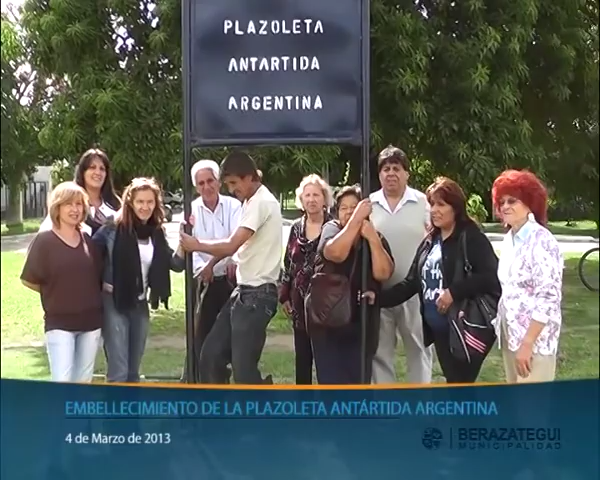 PLAZOLETA
ANTARTIDA
ARGENTINA
EMBELLECIMIENTO DE LA PLAZOLETA ANTÁRTIDA ARGENTINA
4 de Marzo de 2013
BERAZATEGUI
MUNICIPALIDAD